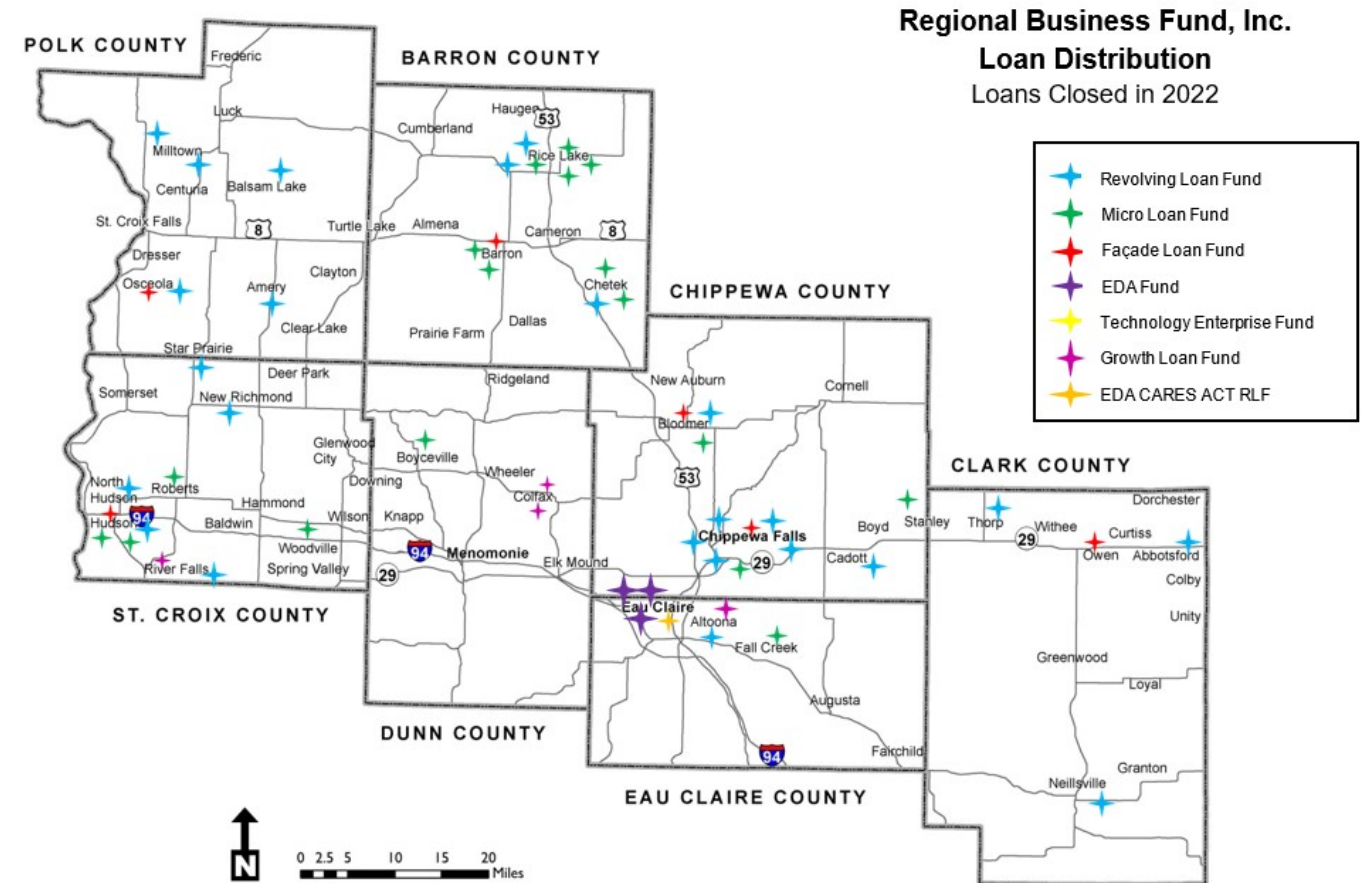 Regional Business Fund, Inc.
Loan Distribution
Loans Closed in 2022
Revolving Loan Fund
Micro Loan Fund
Façade Loan Fund
EDA Fund
Technology Enterprise Fund
Growth Loan Fund
EDA CARES ACT RLF
POLK COUNTY
Frederic
Luck
Milltown
Centuria
Balsam Lake
St. Croix Falls
8
Dresser
Osceola
Amery
Clayton
Clear Lake
BARRON COUNTY
Haugen
53
Cumberland
Rice Lake
Turtle Lake
Almena
Cameron
8
Barron
Chetek
Dallas
Prairie Farm
CHIPPEWA COUNTY
New Auburn
Cornell
Bloomer
53
Chippewa Falls
29
Boyd
Stanley
Cadott
CLARK COUNTY
Dorchester
Thorp
29
Withee
Curtiss
Owen
Abbotsford
Colby
Unity
Greenwood
Loyal
Granton
Neillsville
Star Prairie
Deer Park
Somerset
New Richmond
Glenwood
City
North
Hudson
Roberts
Hammond
94
Hudson
Baldwin
Wilson
Woodville
River Falls
Spring Valley
ST. CROIX COUNTY
Ridgeland
Boyceville
Wheeler
Downing
Colfax
Knapp
94
Menomonie
29
Elk Mound
DUNN COUNTY
Eau Claire
Altoona
Fall Creek
Augusta
Fairchild
94
EAU CLAIRE COUNTY
N
0 2.5 5 10 15 20
Miles